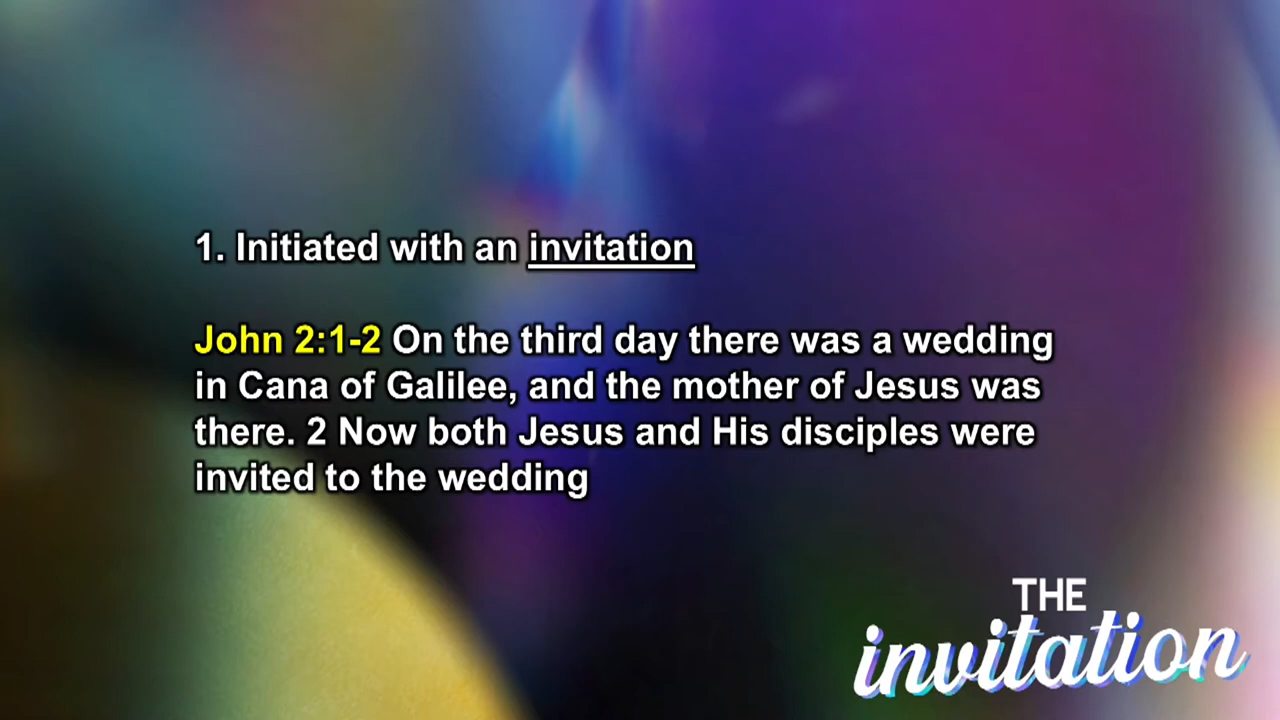 1. Initiated with an invitation
John 2:1-2 On the third day there was a wedding
in Cana of Galilee, and the mother of Jesus was
there. 2 Now both Jesus and His disciples were
invited to the wedding
THE
invitation